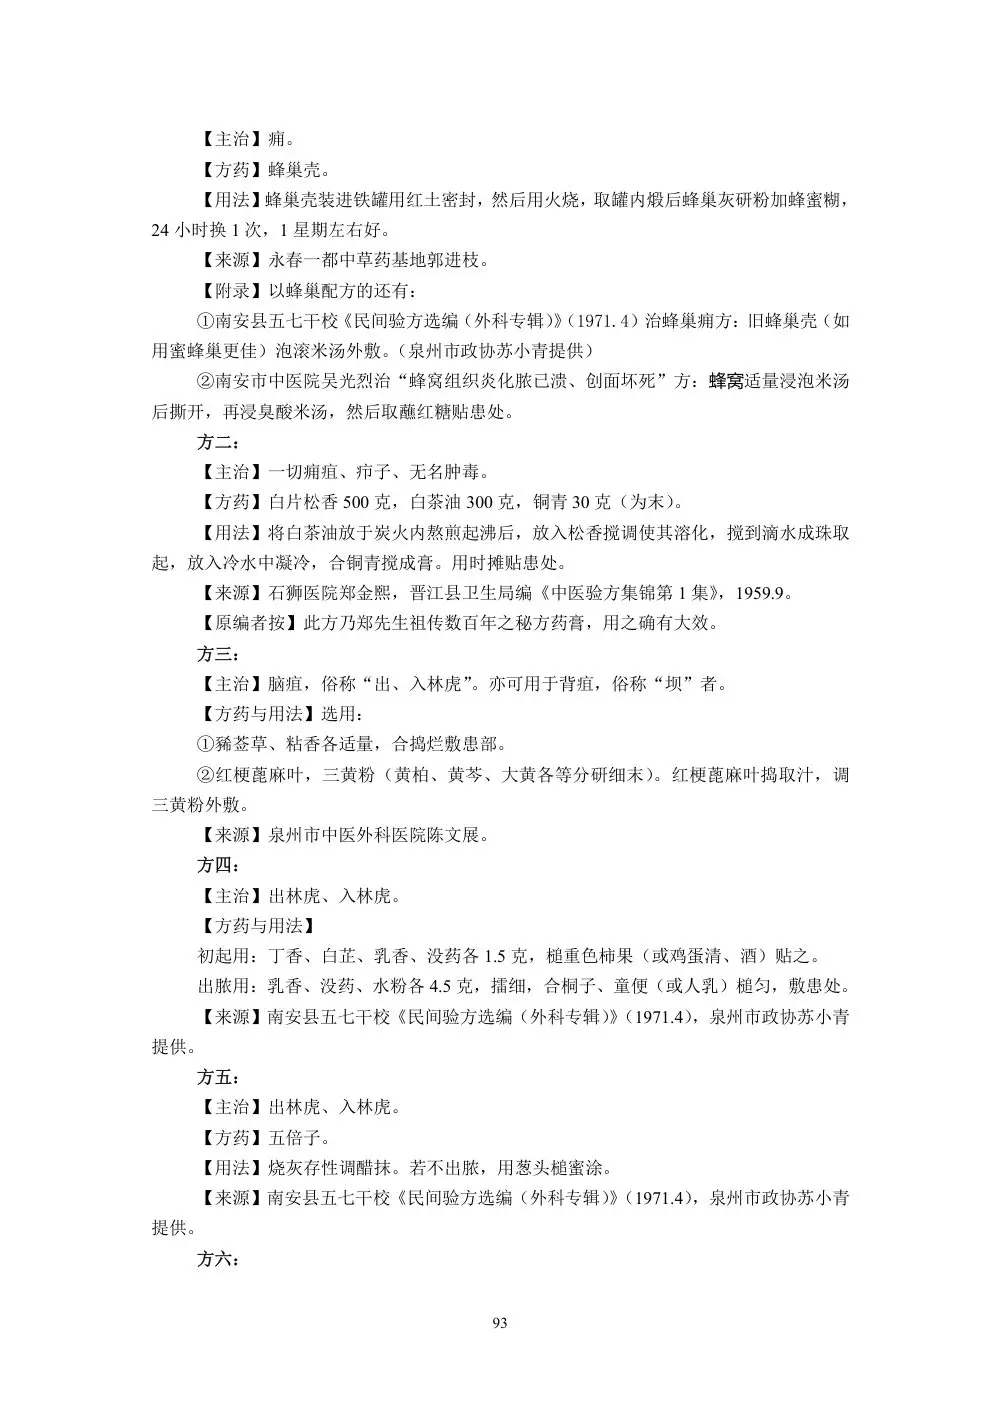 【主治】痈。
【方药】蜂巢壳。
【用法】蜂巢壳装进铁罐用红土密封，然后用火烧，取罐内煅后蜂巢灰研粉加蜂蜜糊，
24 小时换 1 次，1 星期左右好。
【来源】永春一都中草药基地郭进枝。
【附录】以蜂巢配方的还有：
①南安县五七干校《民间验方选编（外科专辑）》（1971.4）治蜂巢痈方：旧蜂巢壳（如
用蜜蜂巢更佳）泡滚米汤外敷。（泉州市政协苏小青提供）
②南安市中医院吴光烈治“蜂窝组织炎化脓已溃、创面坏死”方：蜂窝适量浸泡米汤
后撕开，再浸臭酸米汤，然后取蘸红糖贴患处。
方二：
【主治】一切痈疽、疖子、无名肿毒。
【方药】白片松香 500 克，白茶油 300 克，铜青 30 克（为末）。
【用法】将白茶油放于炭火内熬煎起沸后，放入松香搅调使其溶化，搅到滴水成珠取
起，放入冷水中凝冷，合铜青搅成膏。用时摊贴患处。
【来源】石狮医院郑金熙，晋江县卫生局编《中医验方集锦第 1 集》，1959.9。
【原编者按】此方乃郑先生祖传数百年之秘方药膏，用之确有大效。
方三：
【主治】脑疽，俗称“出、入林虎”。亦可用于背疽，俗称“坝”者。
【方药与用法】选用：
①豨莶草、粘香各适量，合捣烂敷患部。
②红梗蓖麻叶，三黄粉（黄柏、黄芩、大黄各等分研细末）。红梗蓖麻叶捣取汁，调
三黄粉外敷。
【来源】泉州市中医外科医院陈文展。
方四：
【主治】出林虎、入林虎。
【方药与用法】
初起用：丁香、白芷、乳香、没药各 1.5 克，槌重色柿果（或鸡蛋清、酒）贴之。
出脓用：乳香、没药、水粉各 4.5 克，擂细，合桐子、童便（或人乳）槌匀，敷患处。
【来源】南安县五七干校《民间验方选编（外科专辑）》（1971.4），泉州市政协苏小青
提供。
方五：
【主治】出林虎、入林虎。
【方药】五倍子。
【用法】烧灰存性调醋抹。若不出脓，用葱头槌蜜涂。
【来源】南安县五七干校《民间验方选编（外科专辑）》（1971.4），泉州市政协苏小青
提供。
方六：
93